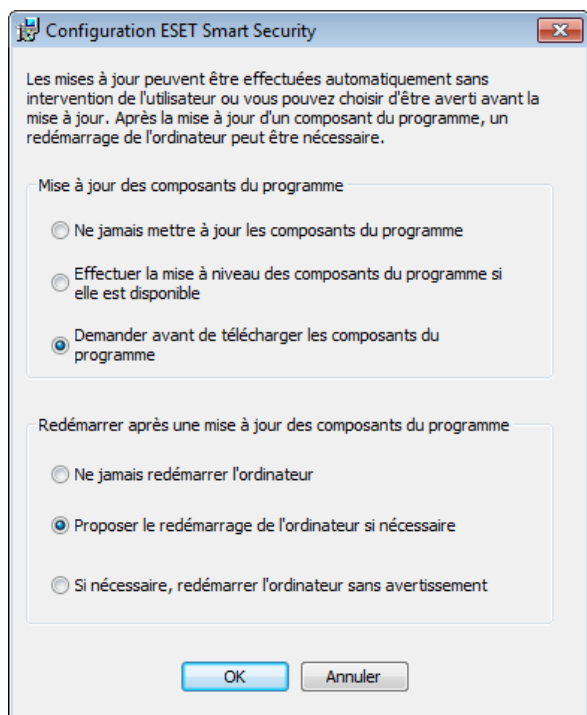 Configuration ESET Smart Security
Les mises à jour peuvent être effectuées automatiquement sans
intervention de l'utilisateur ou vous pouvez choisir d'être averti avant la
mise à jour. Après la mise à jour d'un composant du programme, un
redémarrage de l'ordinateur peut être nécessaire.
Mise à jour des composants du programme
Ne jamais mettre à jour les composants du programme
Effectuer la mise à niveau des composants du programme si
elle est disponible
Demander avant de télécharger les composants du
programme
Redémarrer après une mise à jour des composants du programme
Ne jamais redémarrer l'ordinateur
Proposer le redémarrage de l'ordinateur si nécessaire
Si nécessaire, redémarrer l'ordinateur sans avertissement
OK
Annuler